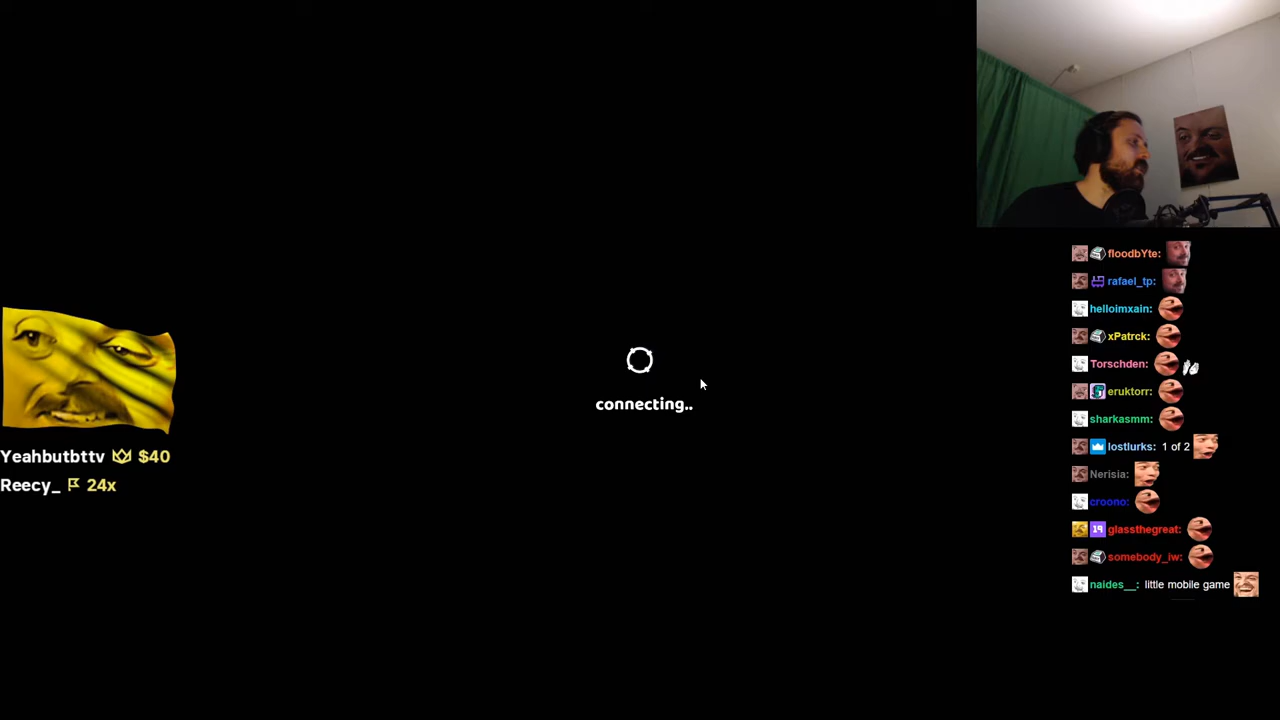 connecting..
Yeahbutbttv $40
Reecy_ 24x
floodbYte:
rafael_tp:
helloimxain:
xPatrck:
Torschden:
eruktorr:
sharkasmm:
lostlurks: 1 of 2
Nerisia:
croono:
19 glassthegreat:
somebody_iw:
naides__: little mobile game